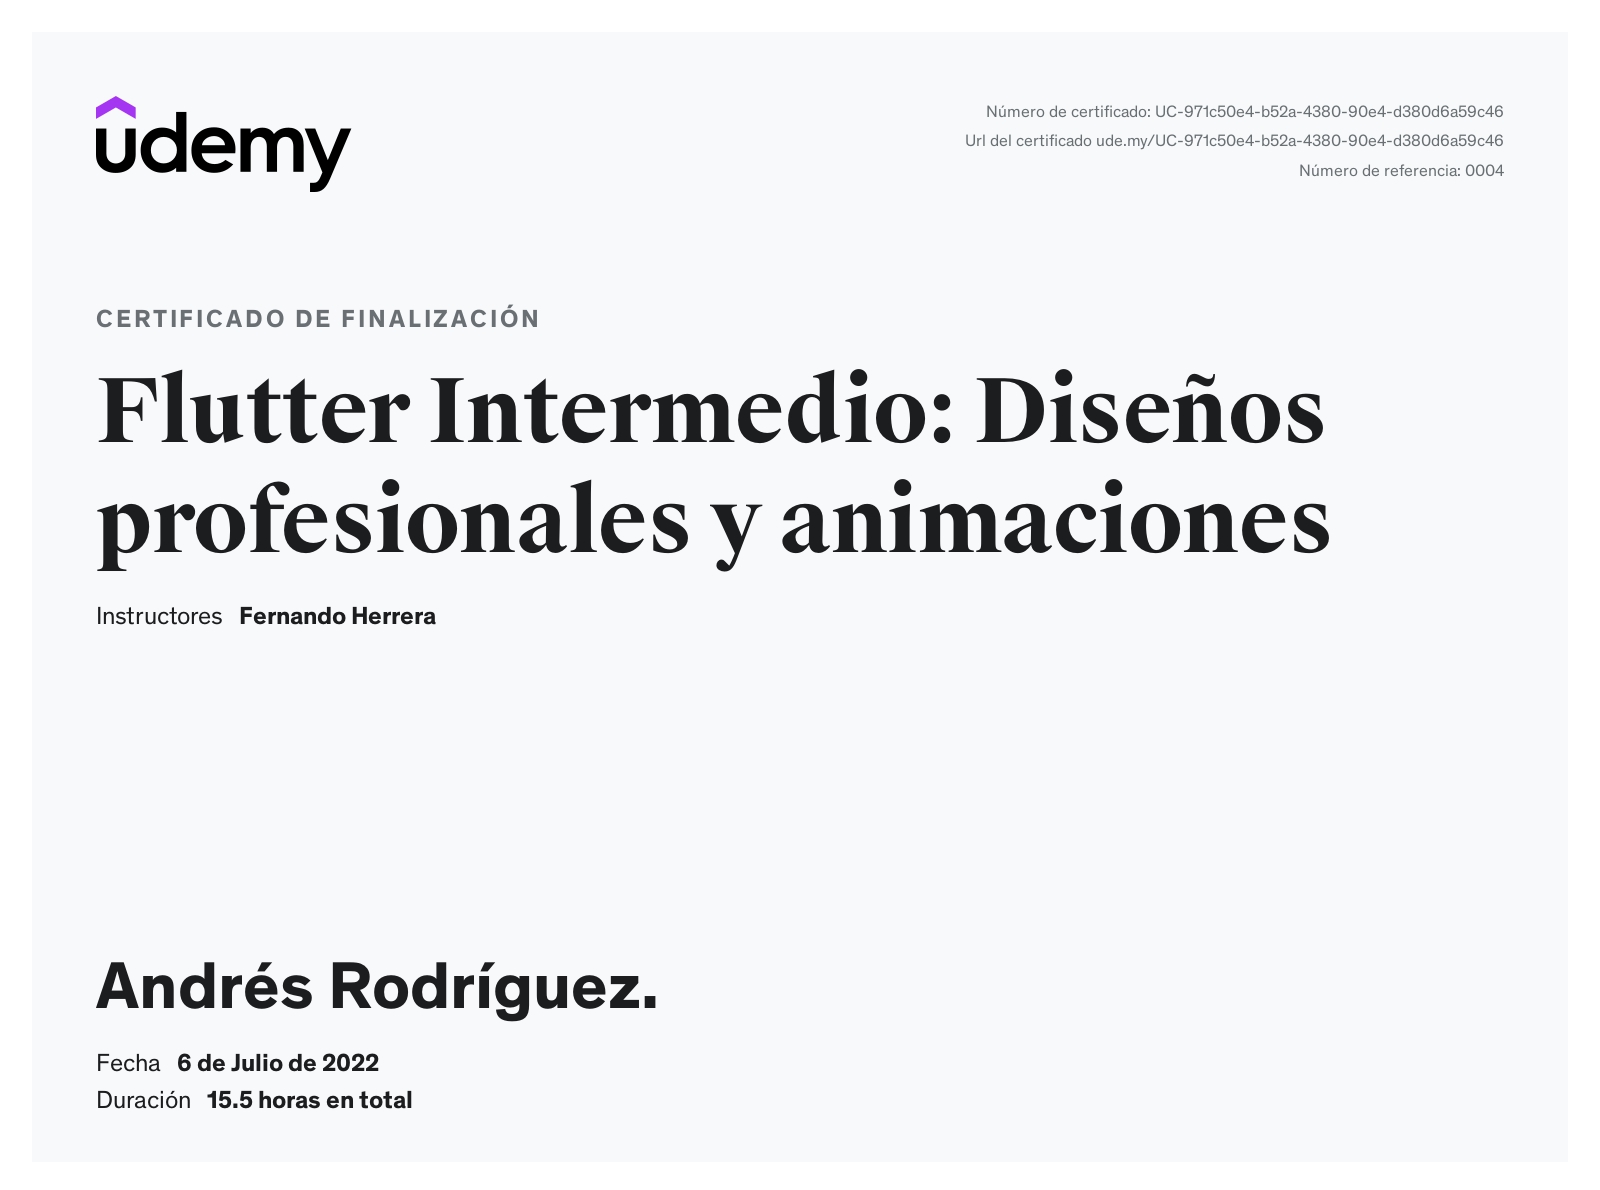 udemy
Número de certificado: UC-971c50e4-b52a-4380-90e4-d380d6a59c46
Url del certificado ude.my/UC-971c50e4-b52a-4380-90e4-d380d6a59c46
Número de referencia: 0004
CERTIFICADO DE FINALIZACIÓN
Flutter Intermedio: Diseños
profesionales y animaciones
Instructores Fernando Herrera
Andrés Rodríguez.
Fecha 6 de Julio de 2022
Duración 15.5 horas en total